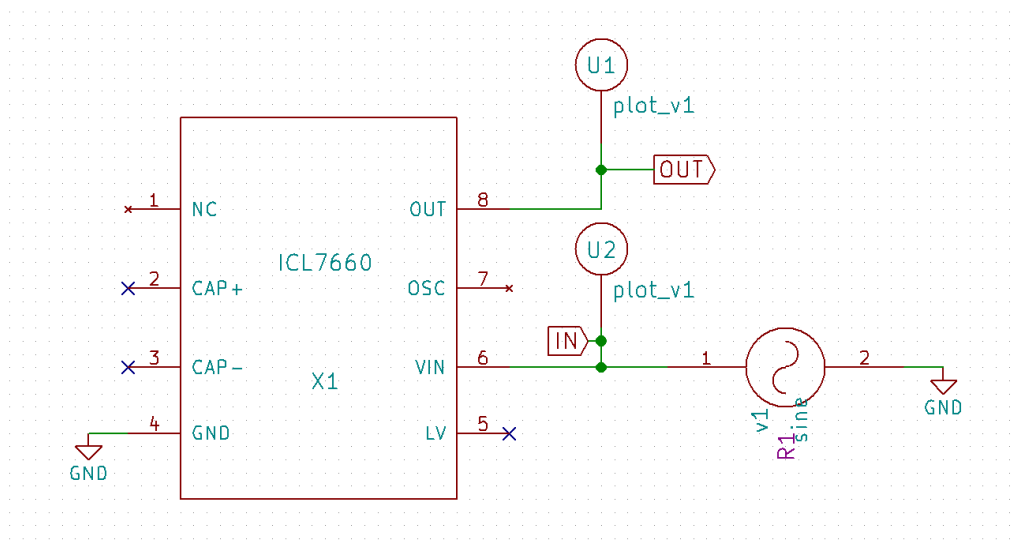 U1
plot_v1
OUT
1 NC OUT 8
U2
ICL7660
2 CAP+ OSC 7
plot_v1
IN
3 CAP- VIN 6 1 2
X1
GND
v1
sine
R1
4 GND LV 5
GND